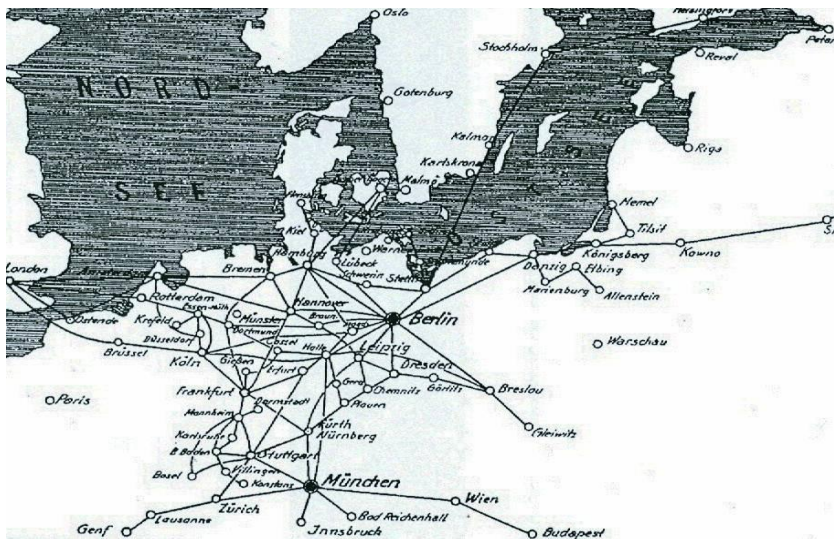 Oslo
Stockholm
Reval
NORD-
Gotenburg
Kalmar
Riga
SEE
Karlskrona
Malmö
OSTSEE
Memel
Kiel
Tilsit
Hamburg
Lübeck
Königsberg
Kowno
London
Bremen
Schwerin
Stettin
Danzig
Elbing
Marienburg
Allenstein
Rotterdam
Hannover
Krefeld
Münster
Braun.
Berlin
Ostende
Dortmund
Düsseldorf
Cassel
Halle
Leipzig
Warschau
Brüssel
Köln
Gießen
Erfurt
Dresden
Gera
Chemnitz
Görlitz
Breslau
Paris
Frankfurt
Darmstadt
Plauen
Mannheim
Fürth
Nürnberg
Gleiwitz
Karlsruhe
B.Baden
Stuttgart
Basel
Villingen
Konstanz
München
Wien
Zürich
Lausanne
Bad Reichenhall
Genf
Innsbruck
Budapest